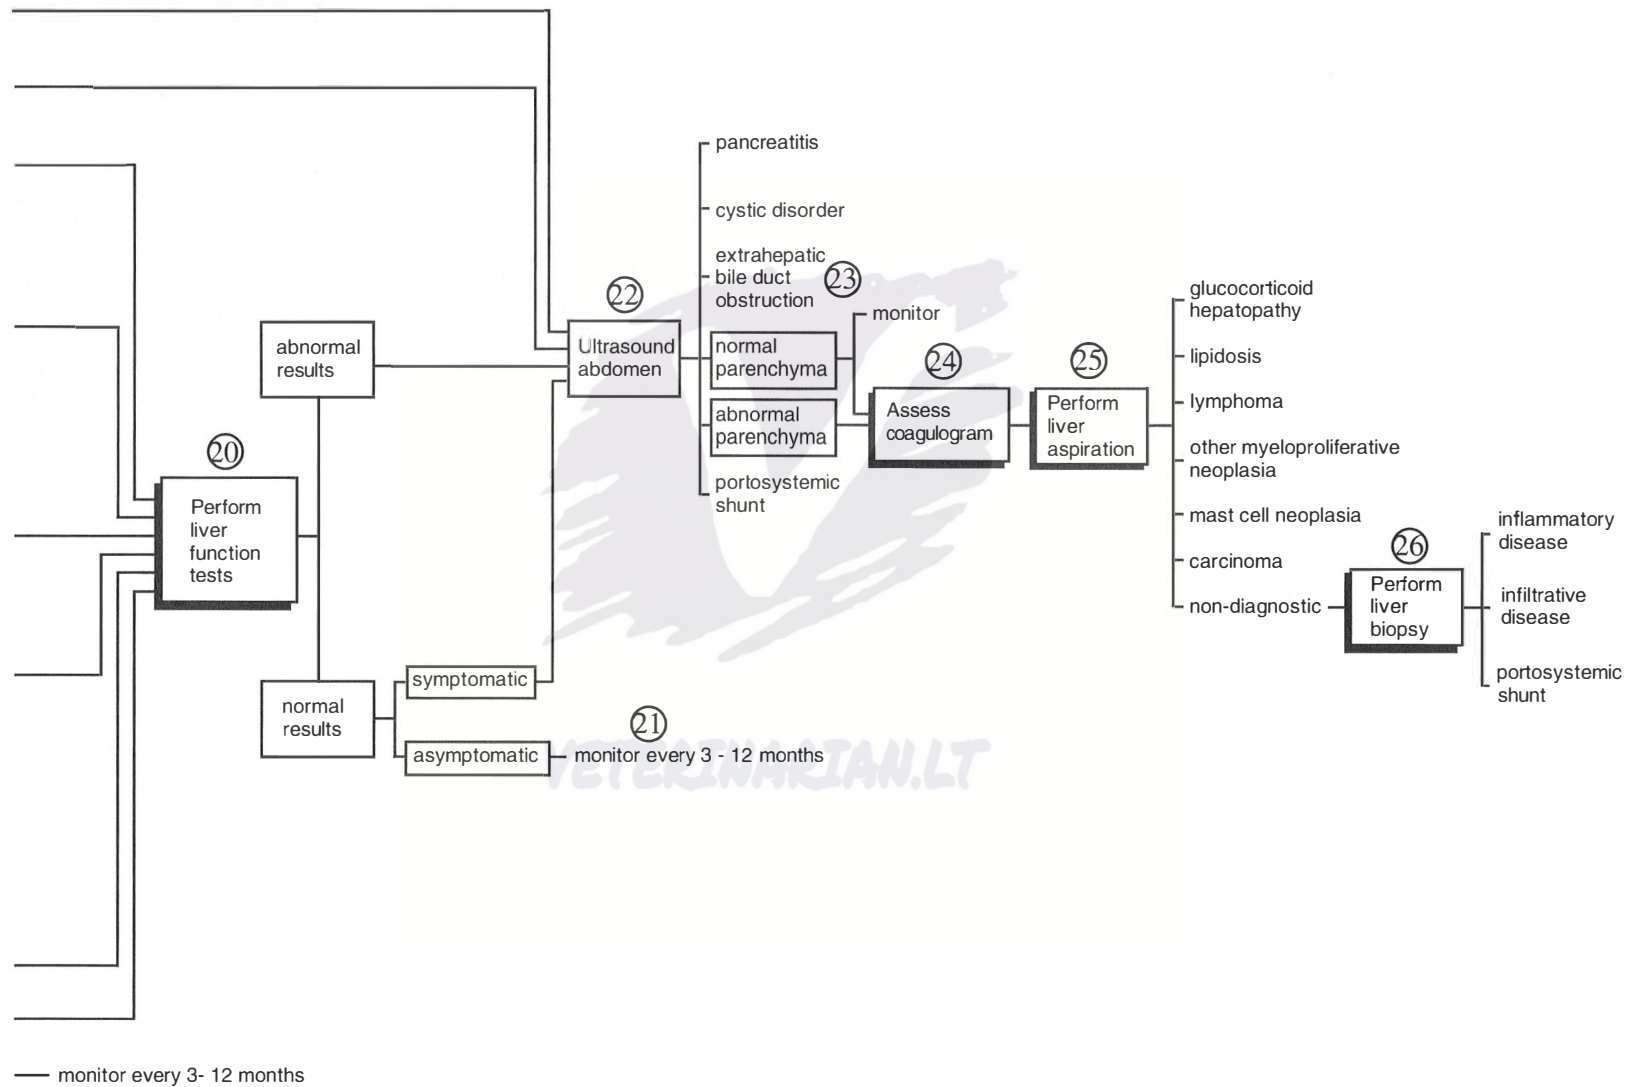 20
Perform
liver
function
tests
abnormal
results
normal
results
symptomatic
asymptomatic
21
monitor every 3 - 12 months
22
Ultrasound
abdomen
pancreatitis
cystic disorder
extrahepatic
bile duct
obstruction
23
normal
parenchyma
abnormal
parenchyma
portosystemic
shunt
monitor
24
Assess
coagulogram
25
Perform
liver
aspiration
glucocorticoid
hepatopathy
lipidosis
lymphoma
other myeloproliferative
neoplasia
mast cell neoplasia
carcinoma
non-diagnostic
26
Perform
liver
biopsy
inflammatory
disease
infiltrative
disease
portosystemic
shunt
VETERINARIAN.LT
monitor every 3- 12 months